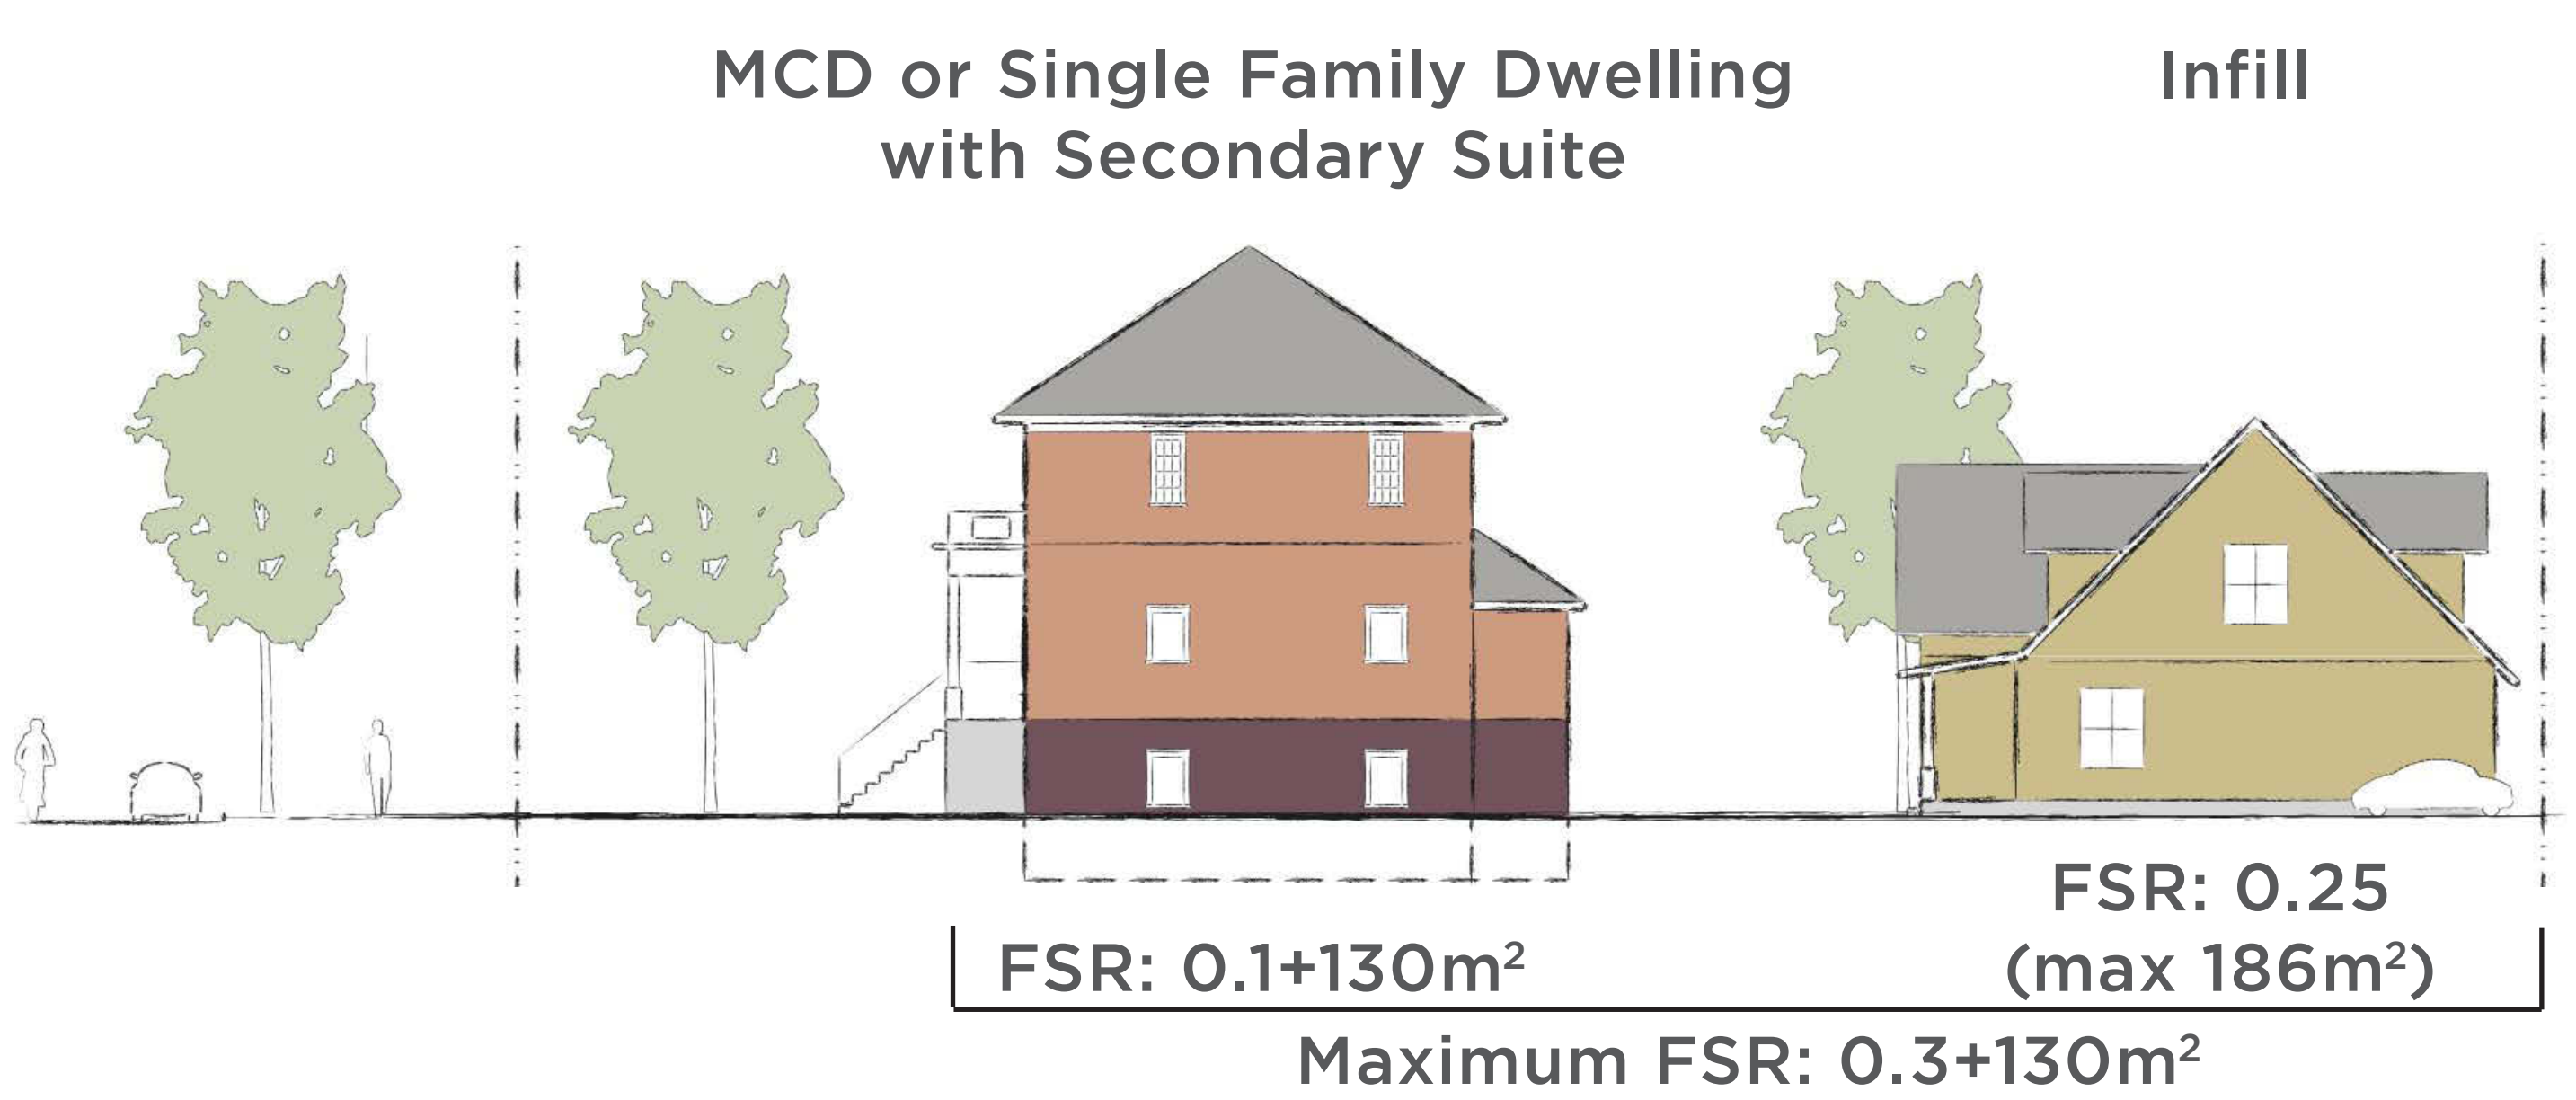 MCD or Single Family Dwelling
with Secondary Suite
Infill
FSR: 0.1+130m²
FSR: 0.25
(max 186m²)
Maximum FSR: 0.3+130m²